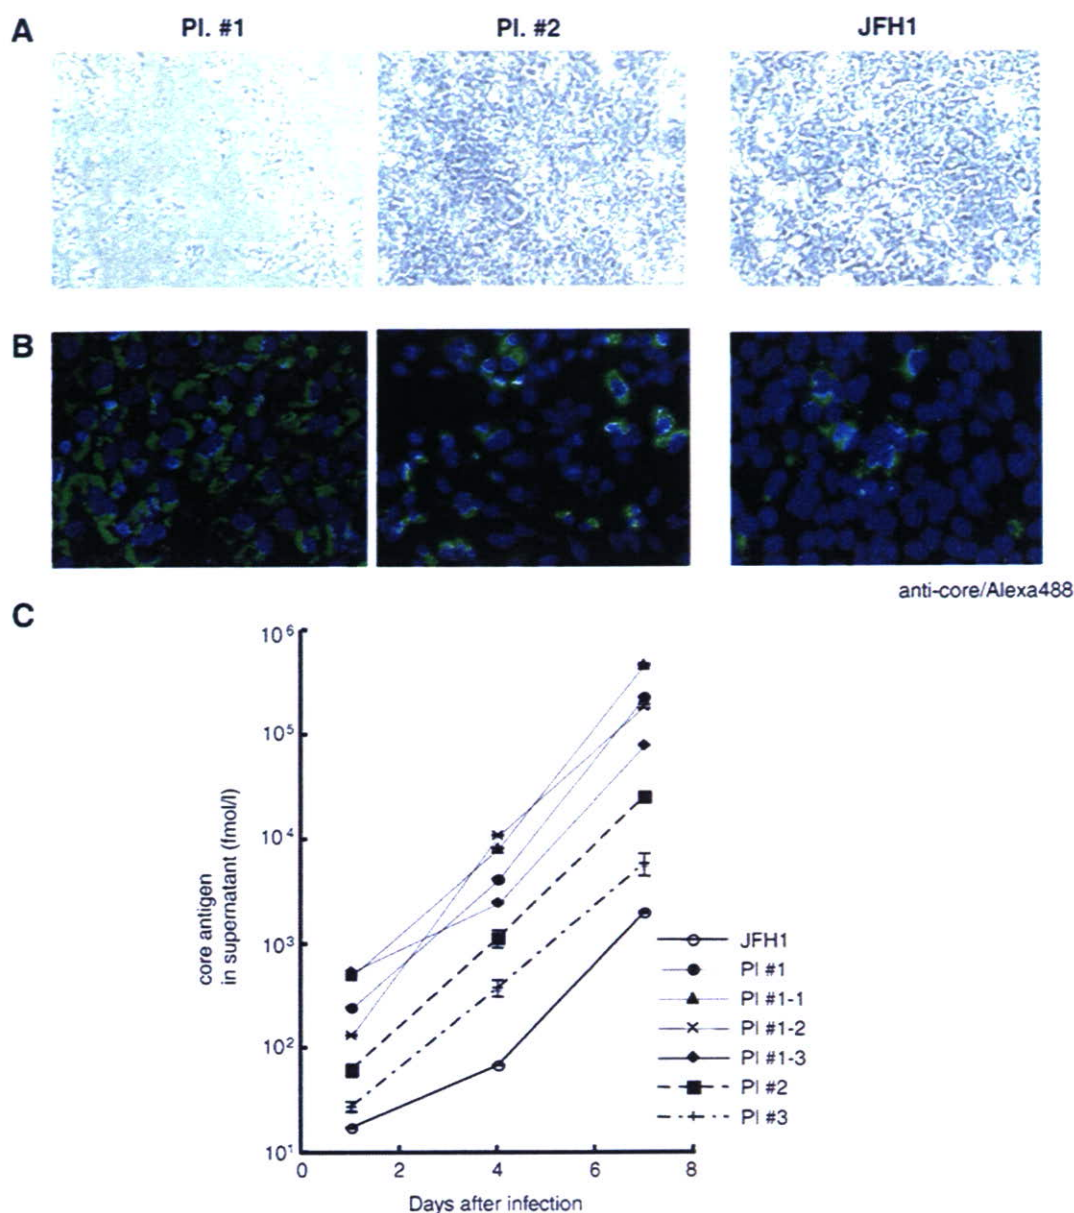 A
Pl. #1 Pl. #2 JFH1
B
anti-core/Alexa488
C
10⁶
10⁵
10⁴
10³
10²
10¹
core antigen
in supernatant (fmol/l)
0 2 4 6 8
Days after infection
JFH1
Pl #1
Pl #1-1
Pl #1-2
Pl #1-3
Pl #2
Pl #3